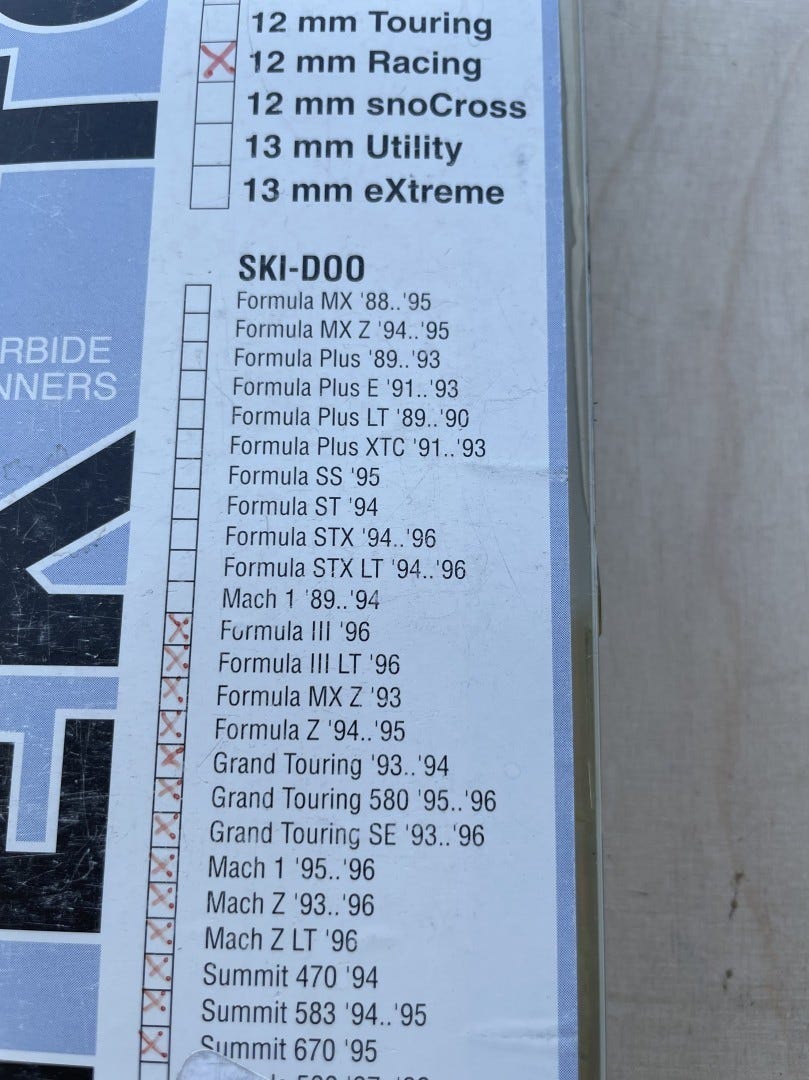 12 mm Touring
12 mm Racing
12 mm snoCross
13 mm Utility
13 mm eXtreme
SKI-DOO
Formula MX '88..'95
Formula MX Z '94..'95
Formula Plus '89..'93
Formula Plus E '91..'93
Formula Plus LT '89..'90
Formula Plus XTC '91..'93
Formula SS '95
Formula ST '94
Formula STX '94..'96
Formula STX LT '94..'96
Mach 1 '89..'94
Formula III '96
Formula III LT '96
Formula MX Z '93
Formula Z '94..'95
Grand Touring '93..'94
Grand Touring 580 '95..'96
Grand Touring SE '93..'96
Mach 1 '95..'96
Mach Z '93..'96
Mach Z LT '96
Summit 470 '94
Summit 583 '94..'95
Summit 670 '95
RBIDE
NNERS